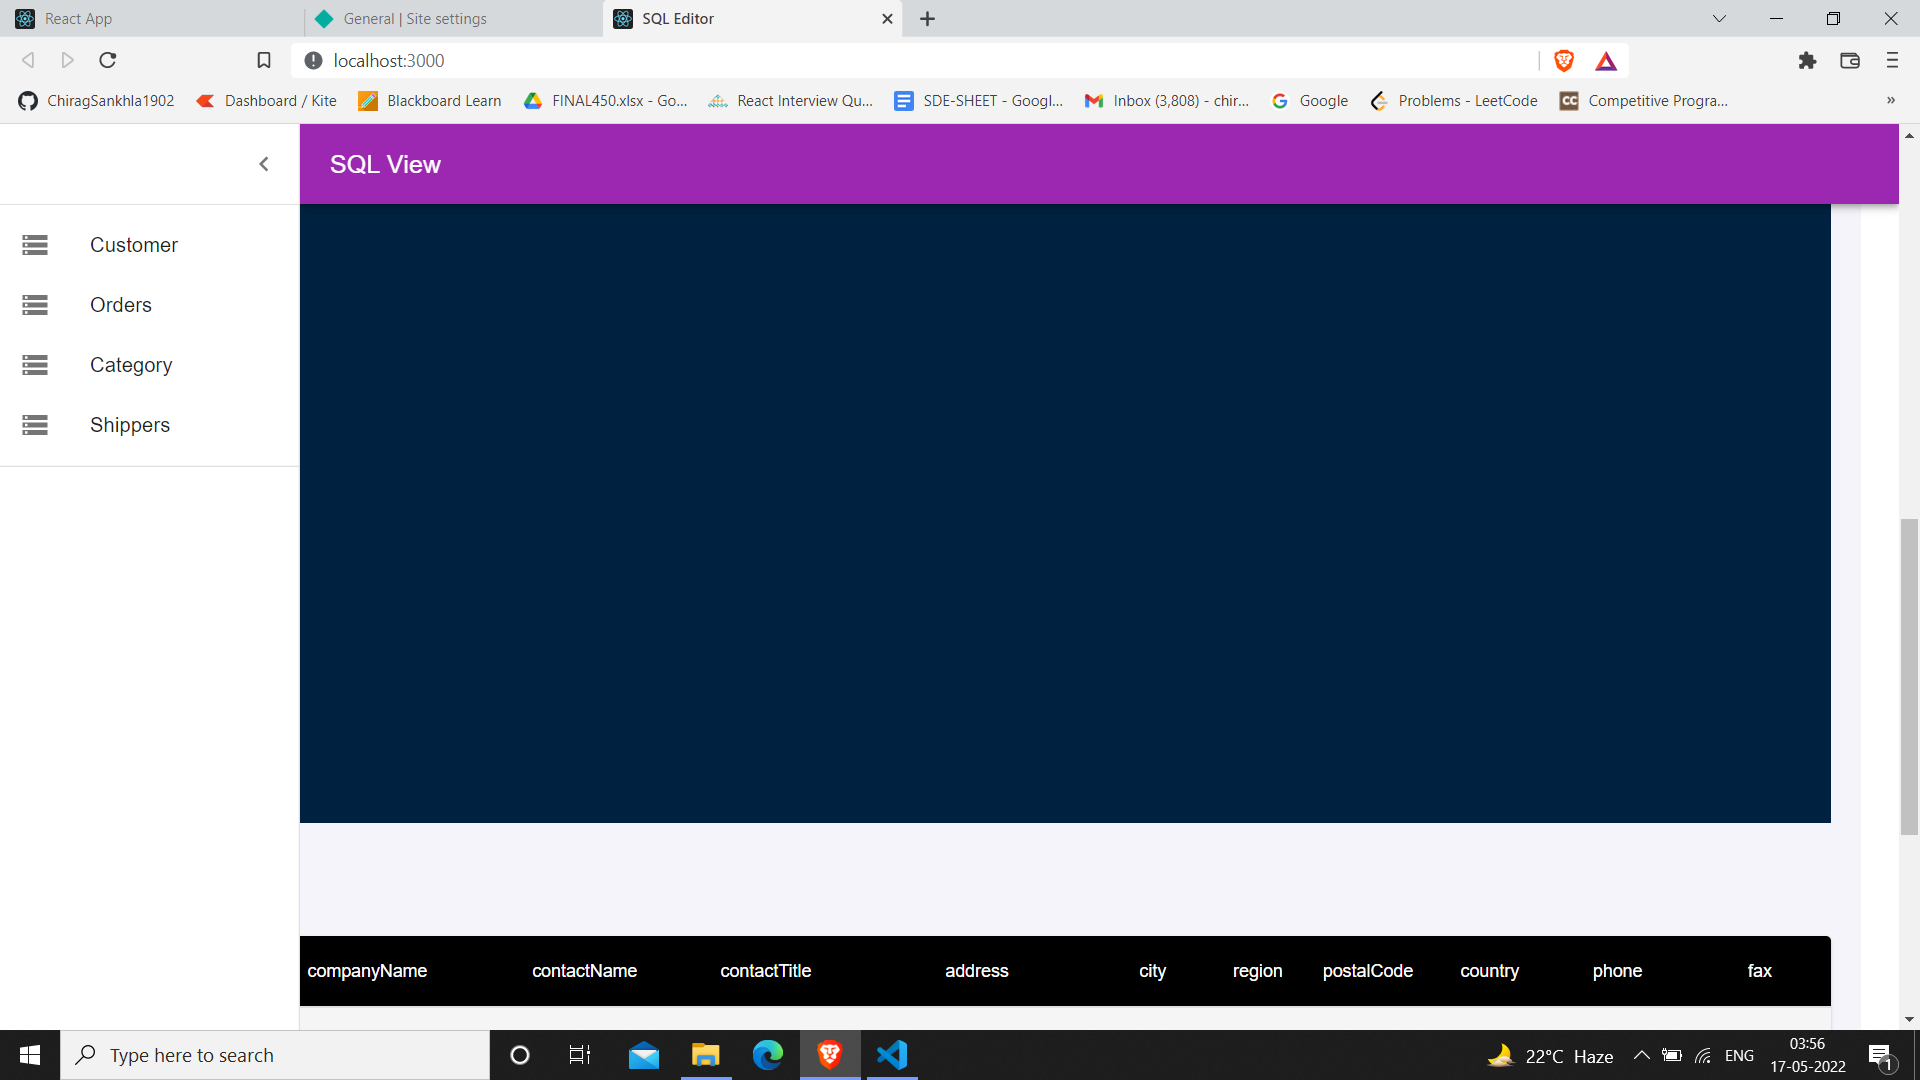 React App
General | Site settings
SQL Editor
localhost:3000
ChiragSankhla1902
Dashboard / Kite
Blackboard Learn
FINAL450.xlsx - Go...
React Interview Qu...
SDE-SHEET - Googl...
Inbox (3,808) - chir...
Google
Problems - LeetCode
CC
Competitive Progra...
»
SQL View
Customer
Orders
Category
Shippers
companyName contactName contactTitle address city region postalCode country phone fax
Type here to search
22°C Haze
ENG
03:56
17-05-2022
1